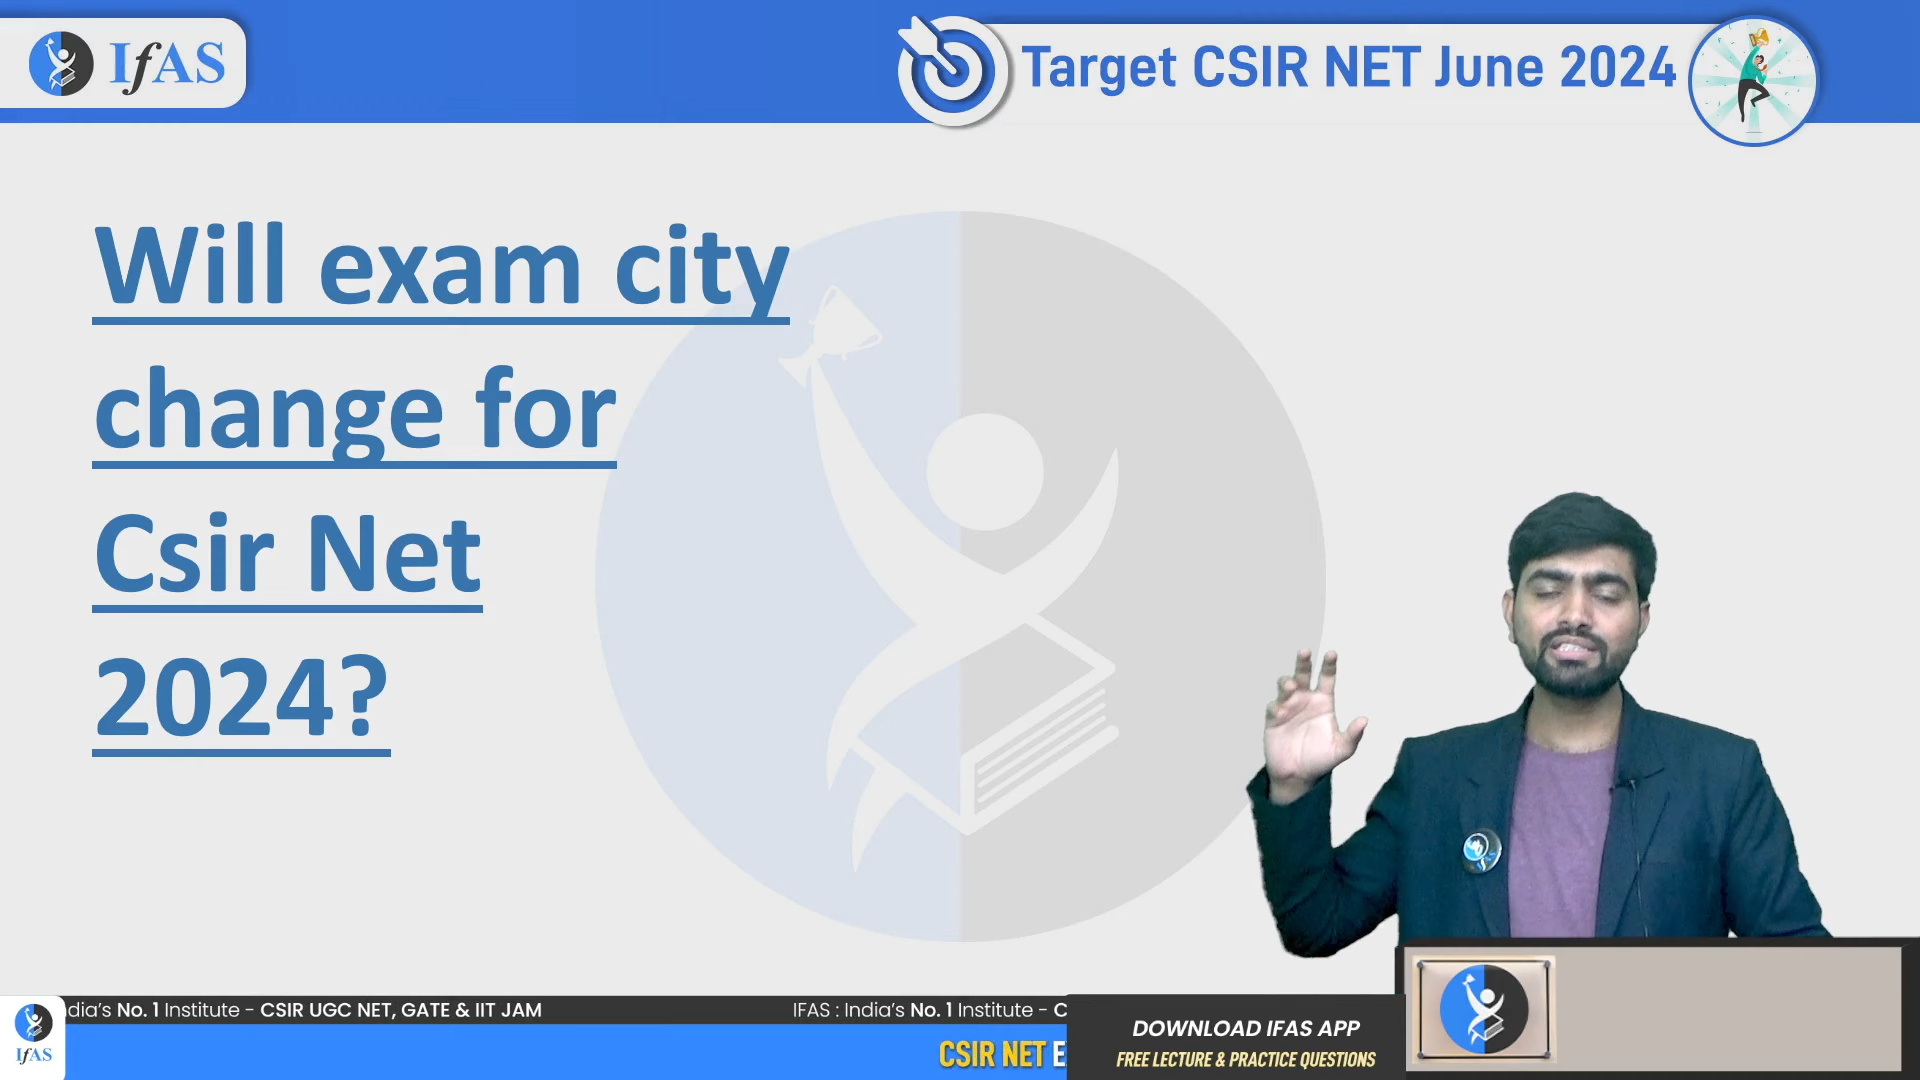 IfAS
Target CSIR NET June 2024
Will exam city
change for
Csir Net
2024?
dia's No. 1 Institute - CSIR UGC NET, GATE & IIT JAM
IFAS : India's No. 1 Institute - C
IfAS
CSIR NET E
DOWNLOAD IFAS APP
FREE LECTURE & PRACTICE QUESTIONS